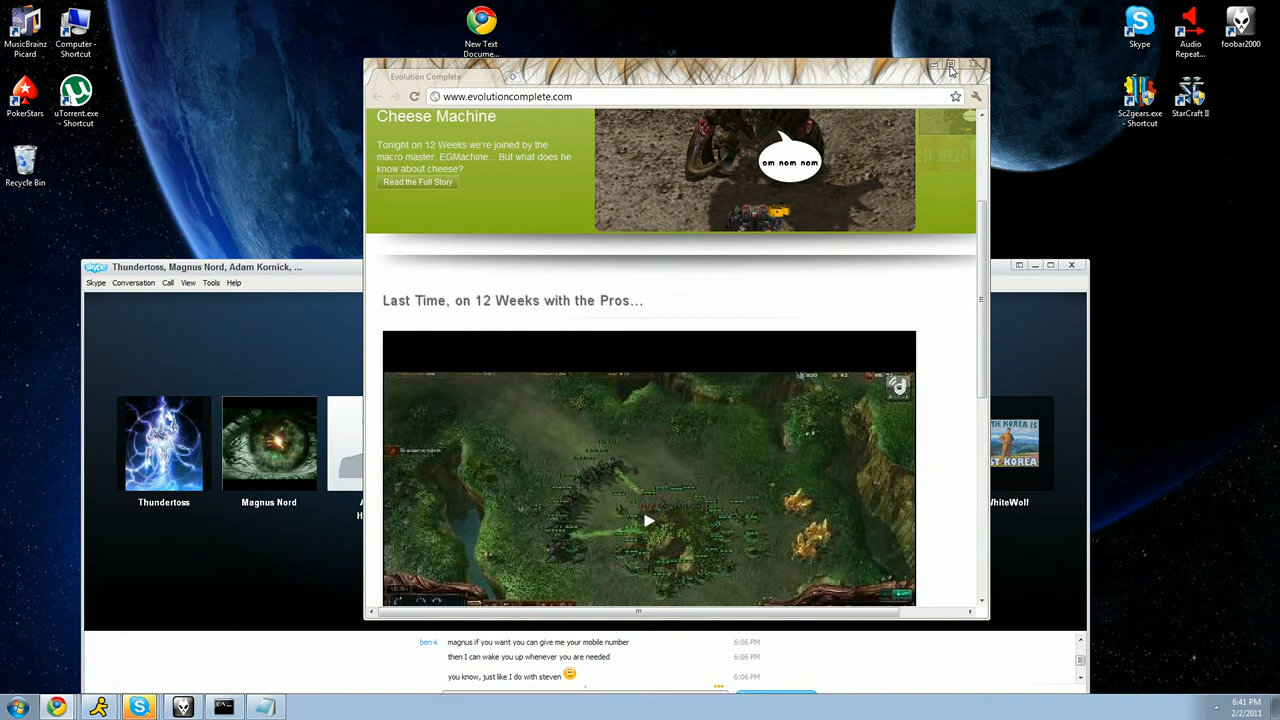 MusicBrainz
Picard
Computer -
Shortcut
New Text
Docume...
Skype
Audio
Repeat...
foobar2000
PokerStars
uTorrent.exe
- Shortcut
Sc2gears.exe
- Shortcut
StarCraft II
Recycle Bin
Evolution Complete
www.evolutioncomplete.com
Cheese Machine
Tonight on 12 Weeks we're joined by the
macro master, EGMachine... But what does he
know about cheese?
Read the Full Story
om nom nom
Last Time, on 12 Weeks with the Pros...
skype
Thundertoss, Magnus Nord, Adam Kornick, ...
Skype Conversation Call View Tools Help
Thundertoss
Magnus Nord
WhiteWolf
ben-ii magnus if you want you can give me your mobile number 6:06 PM
then I can wake you up whenever you are needed 6:06 PM
you know, just like I do with steven 6:06 PM
6:41 PM
2/2/2011